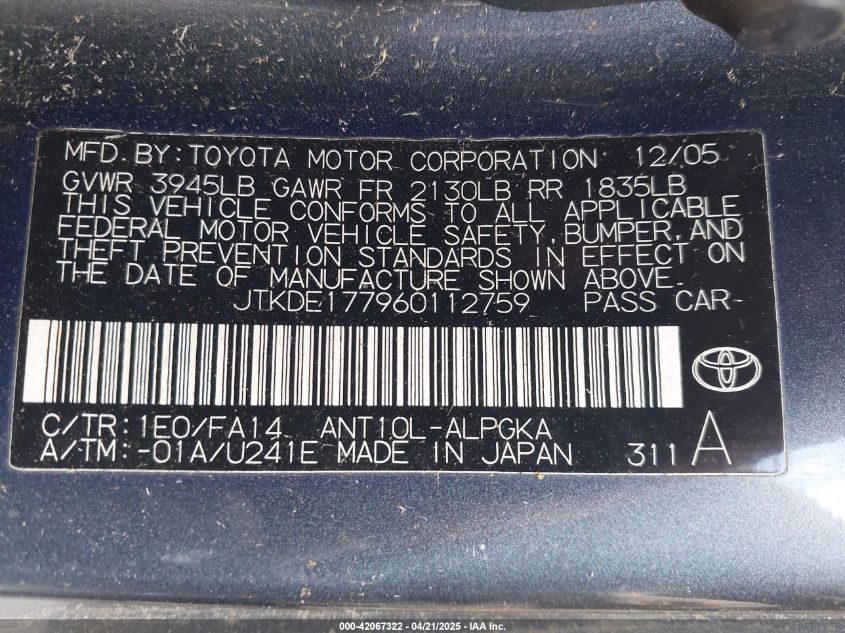 MFD. BY: TOYOTA MOTOR CORPORATION 12/05
GVWR 3945LB GAWR FR 2130LB RR 1835LB
THIS VEHICLE CONFORMS TO ALL APPLICABLE
FEDERAL MOTOR VEHICLE SAFETY, BUMPER, AND
THEFT PREVENTION STANDARDS IN EFFECT ON
THE DATE OF MANUFACTURE SHOWN ABOVE.
JTKDE177960112759 PASS CAR
C/TR: 1E0/FA14 ANT10L-ALPGKA
A/TM: -01A/U241E MADE IN JAPAN 311 A
000-42067322 - 04/21/2025 - IAA Inc.